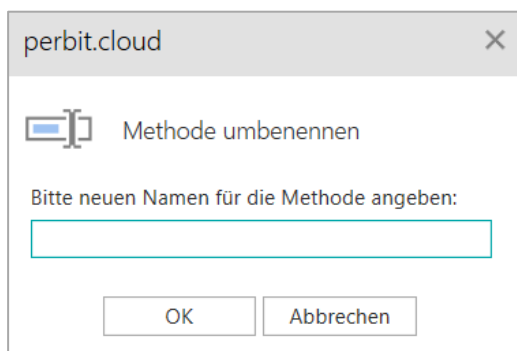 perbit.cloud
Methode umbenennen
Bitte neuen Namen für die Methode angeben:
OK
Abbrechen